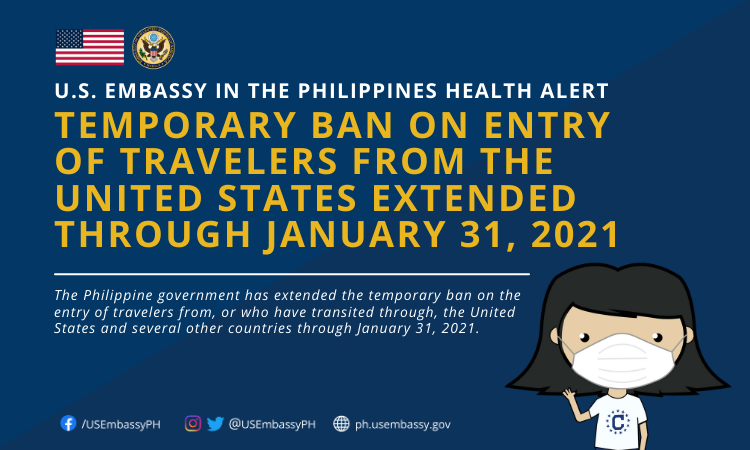 U.S. EMBASSY IN THE PHILIPPINES HEALTH ALERT
TEMPORARY BAN ON ENTRY
OF TRAVELERS FROM THE
UNITED STATES EXTENDED
THROUGH JANUARY 31, 2021
The Philippine government has extended the temporary ban on the
entry of travelers from, or who have transited through, the United
States and several other countries through January 31, 2021.
/USEmbassyPH @USEmbassyPH ph.usembassy.gov
C